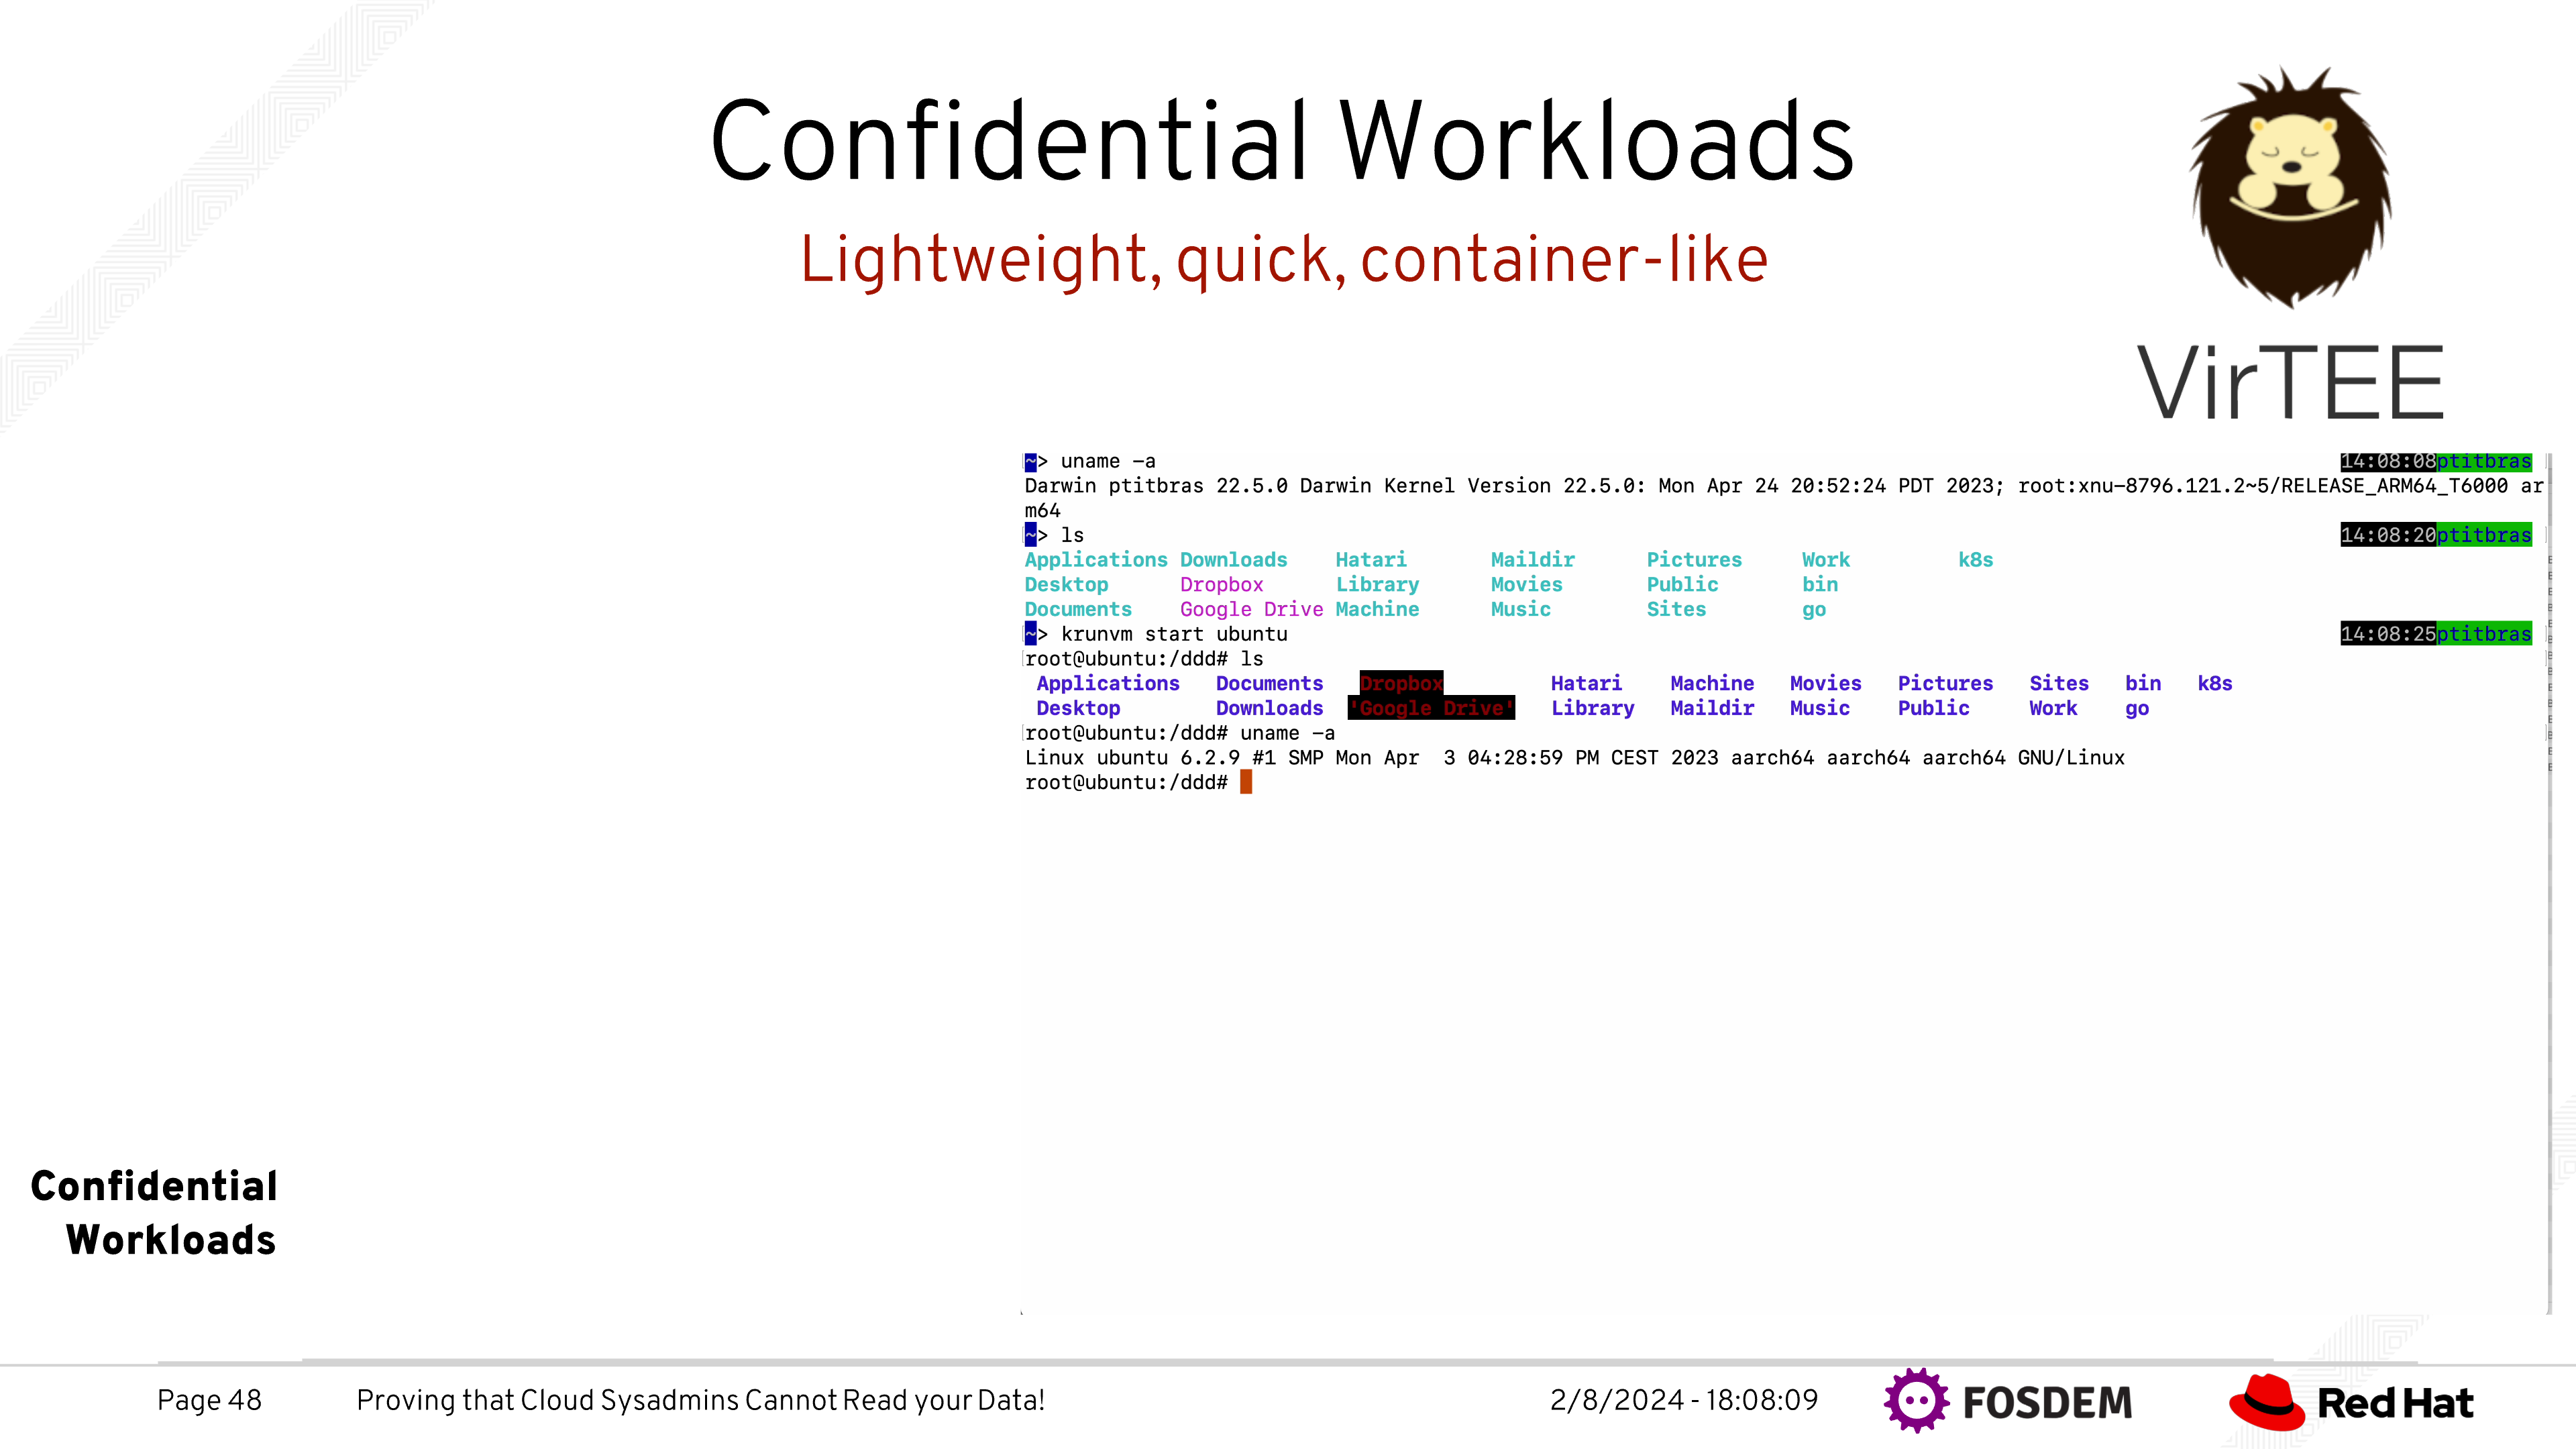 Confidential Workloads
Lightweight, quick, container-like
VirTEE
~> uname -a 14:08:08ptitbras
Darwin ptitbras 22.5.0 Darwin Kernel Version 22.5.0: Mon Apr 24 20:52:24 PDT 2023; root:xnu-8796.121.2~5/RELEASE_ARM64_T6000 ar
m64
~> ls 14:08:20ptitbras
Applications Downloads Hatari Maildir Pictures Work k8s
Desktop Dropbox Library Movies Public bin
Documents Google Drive Machine Music Sites go
~> krunvm start ubuntu 14:08:25ptitbras
root@ubuntu:/ddd# ls
Applications Documents Dropbox Hatari Machine Movies Pictures Sites bin k8s
Desktop Downloads 'Google Drive' Library Maildir Music Public Work go
root@ubuntu:/ddd# uname -a
Linux ubuntu 6.2.9 #1 SMP Mon Apr  3 04:28:59 PM CEST 2023 aarch64 aarch64 aarch64 GNU/Linux
root@ubuntu:/ddd#
Confidential
Workloads
Page 48 Proving that Cloud Sysadmins Cannot Read your Data! 2/8/2024 - 18:08:09 FOSDEM Red Hat